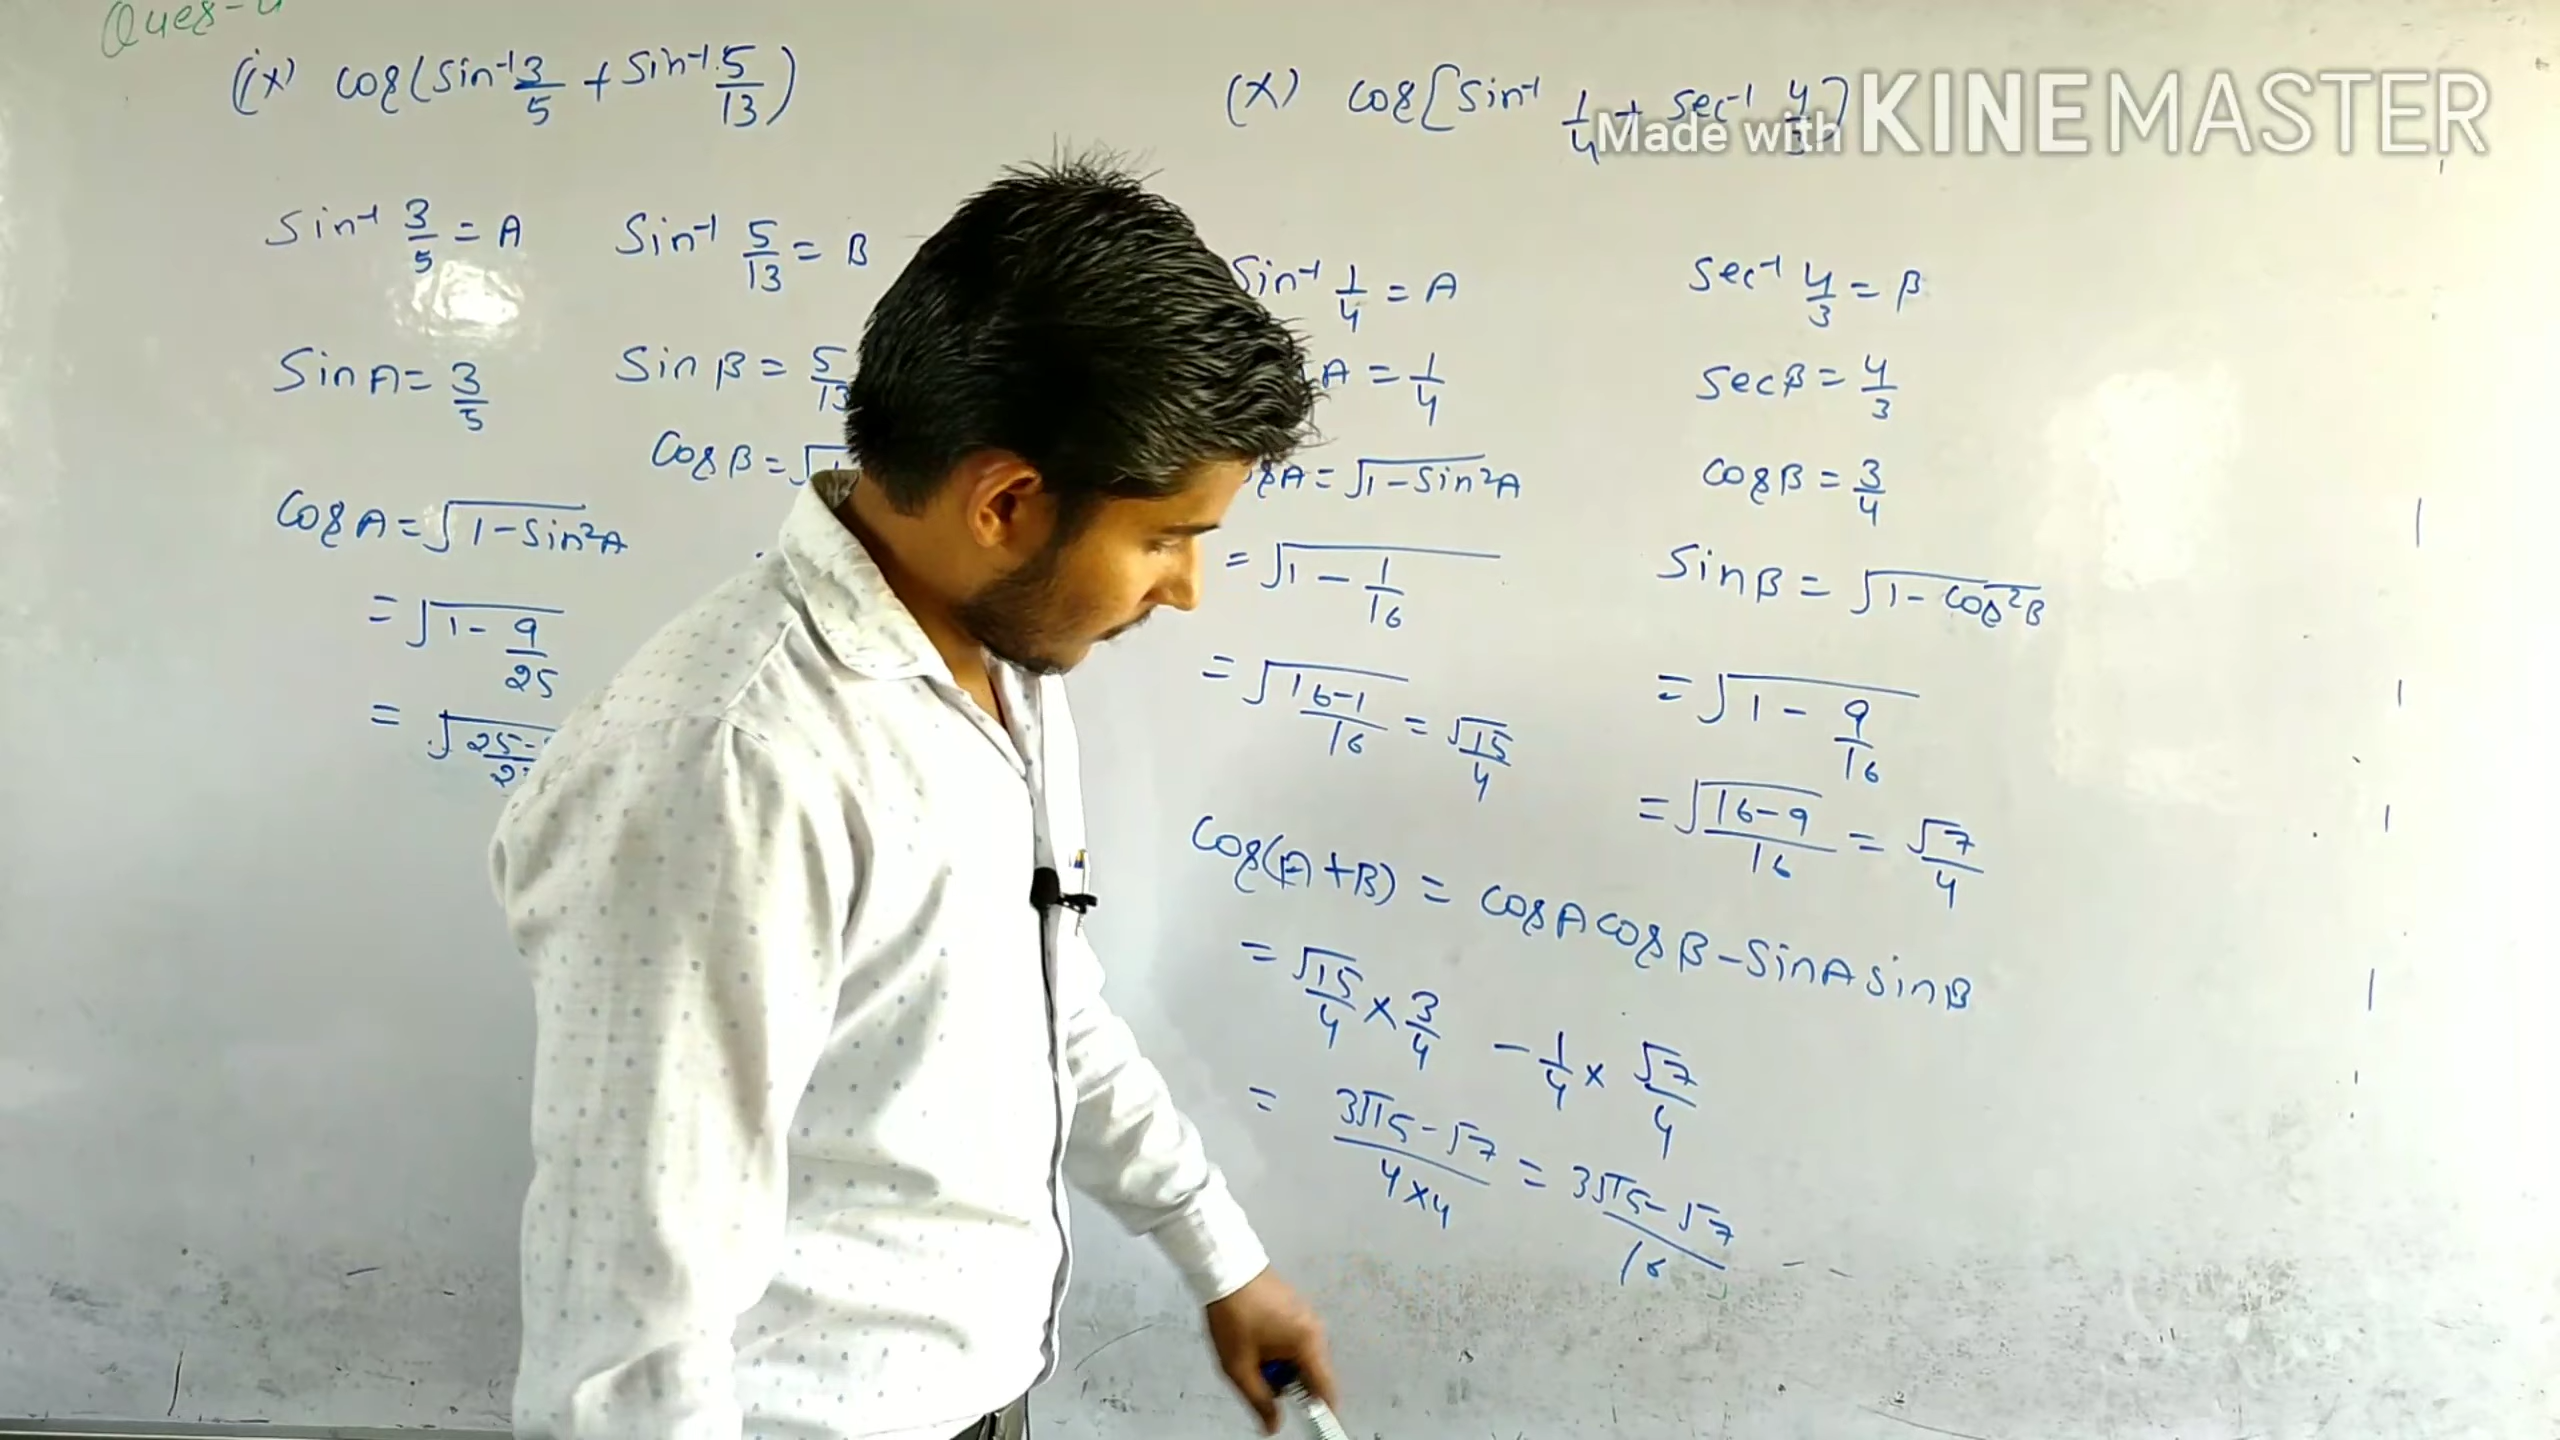 Ques-4
(ix) cos(sin⁻¹ 3/5 + sin⁻¹ 5/13)
sin⁻¹ 3/5 = A
sin⁻¹ 5/13 = B
sin A = 3/5
sin B = 5/13
cos B = √
cos A = √1-sin²A
= √1 - 9/25
= √25-
(x) cos[sin⁻¹ 1/4 + sec⁻¹ 4/3]
Made with KINEMASTER
sin⁻¹ 1/4 = A
A = 1/4
A = √1-sin²A
= √1 - 1/16
= √16-1/16 = √15/4
sec⁻¹ 4/3 = B
sec B = 4/3
cos B = 3/4
sin B = √1-cos²B
= √1 - 9/16
= √16-9/16 = √7/4
cos(A+B) = cosA cosB - sinA sinB
= √15/4 × 3/4 - 1/4 × √7/4
= 3√15-√7/4×4 = 3√15-√7/16